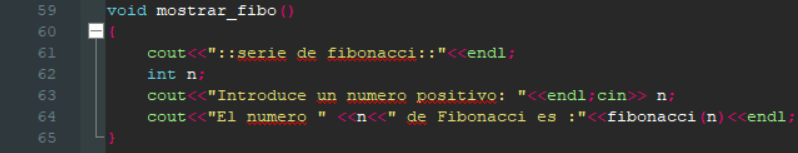 59 void mostrar_fibo()
60 {
61 cout<<"::serie de fibonacci::"<<endl;
62 int n;
63 cout<<"Introduce un numero positivo: "<<endl;cin>> n;
64 cout<<"El numero " <<n<<" de Fibonacci es :"<<fibonacci(n)<<endl;
65 }